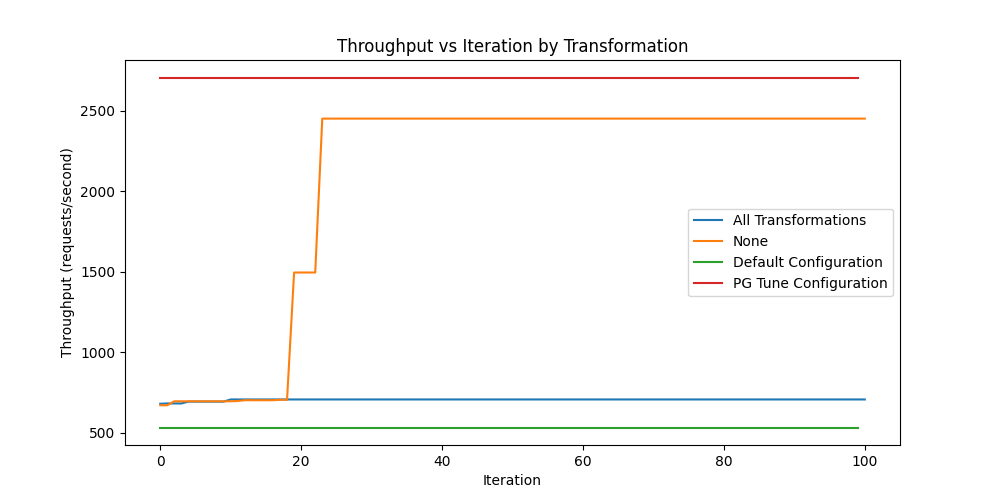 Throughput vs Iteration by Transformation
Throughput (requests/second)
2500
2000
1500
1000
500
All Transformations
None
Default Configuration
PG Tune Configuration
0 20 40 60 80 100
Iteration